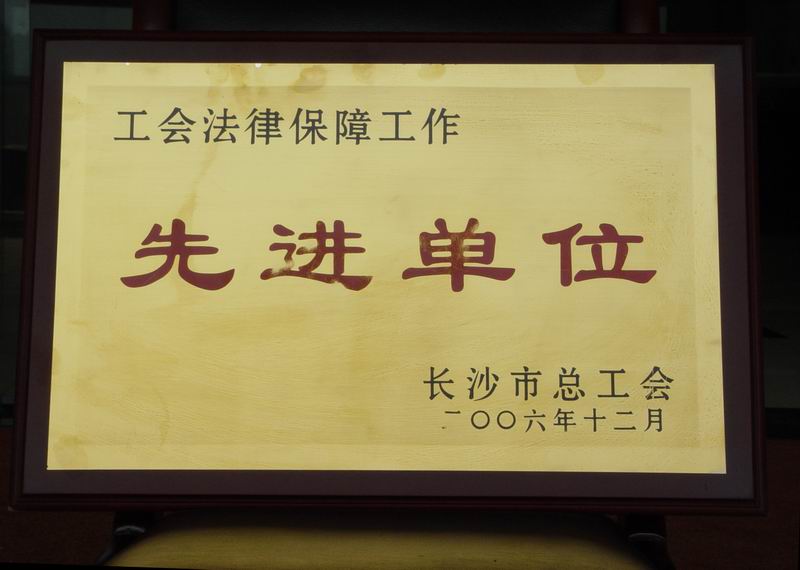 工会法律保障工作
先进单位
长沙市总工会
二〇〇六年十二月